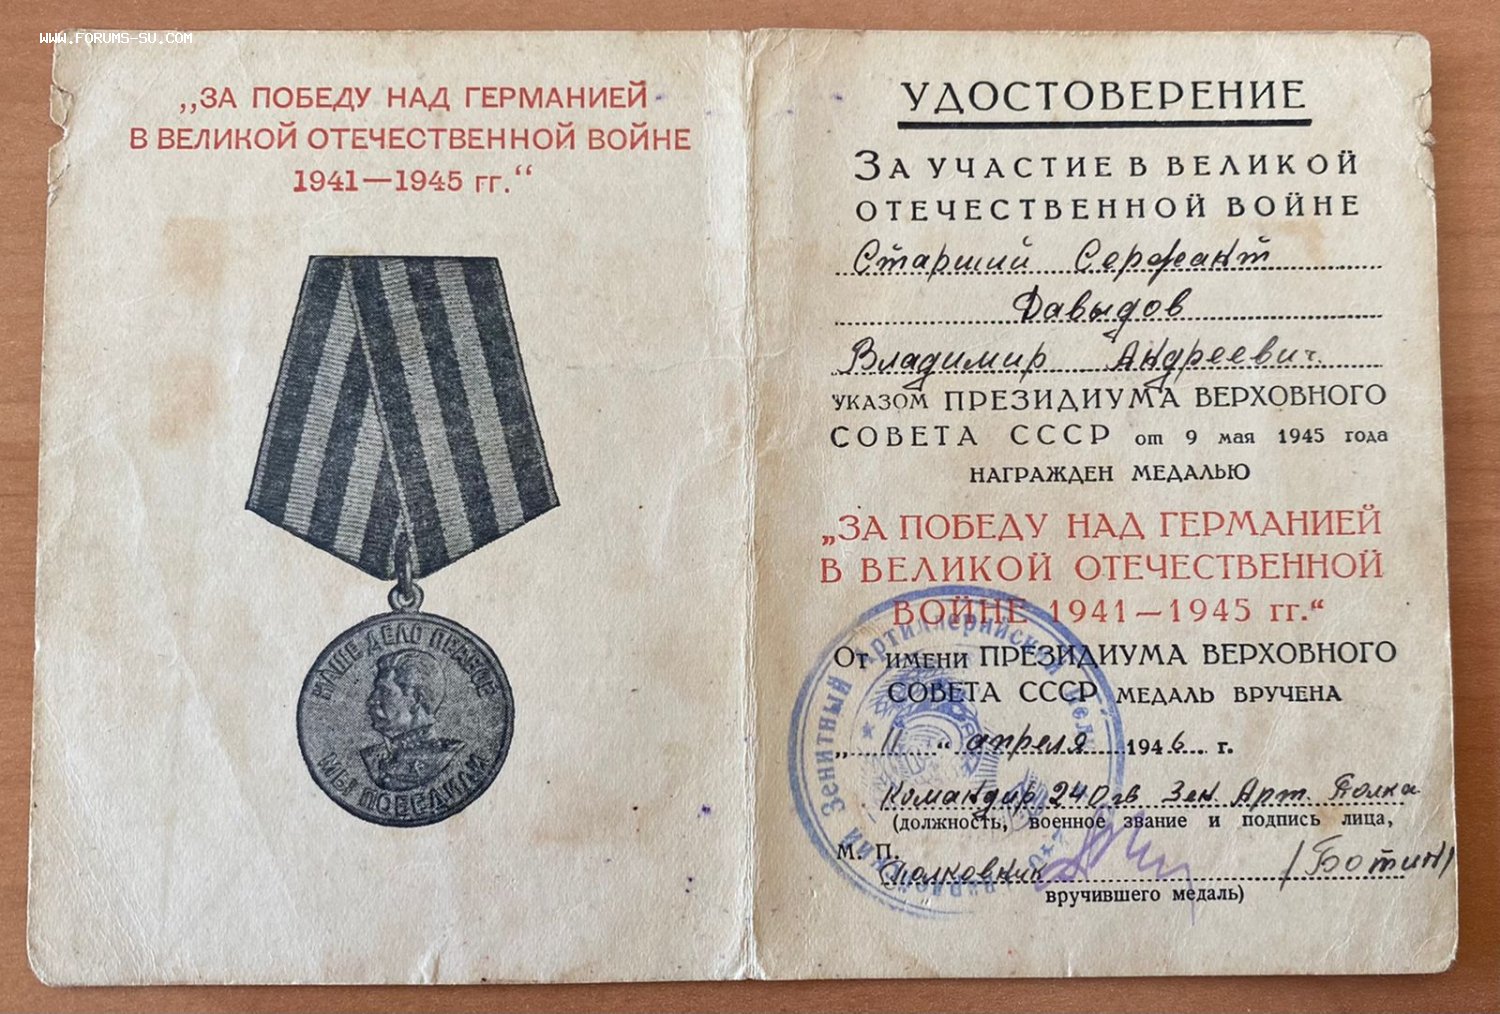 WWW.FORUMS-SU.COM
„ЗА ПОБЕДУ НАД ГЕРМАНИЕЙ
В ВЕЛИКОЙ ОТЕЧЕСТВЕННОЙ ВОЙНЕ
1941—1945 гг.“
НАШЕ ДЕЛО ПРАВОЕ
МЫ ПОБЕДИЛИ
УДОСТОВЕРЕНИЕ
ЗА УЧАСТИЕ В ВЕЛИКОЙ
ОТЕЧЕСТВЕННОЙ ВОЙНЕ
Старший Сержант
Давыдов
Владимир Андреевич.
УКАЗОМ ПРЕЗИДИУМА ВЕРХОВНОГО
СОВЕТА СССР от 9 мая 1945 года
НАГРАЖДЕН МЕДАЛЬЮ
„ЗА ПОБЕДУ НАД ГЕРМАНИЕЙ
В ВЕЛИКОЙ ОТЕЧЕСТВЕННОЙ
ВОЙНЕ 1941—1945 гг.“
От имени ПРЕЗИДИУМА ВЕРХОВНОГО
СОВЕТА СССР МЕДАЛЬ ВРУЧЕНА
„11“ апреля 1946 г.
Командир 240 гв Зен Арт Полка
(должность, военное звание и подпись лица,
М. П.
Полковник /Ботин/
вручившего медаль)
Зенитный Артиллерийский Полк